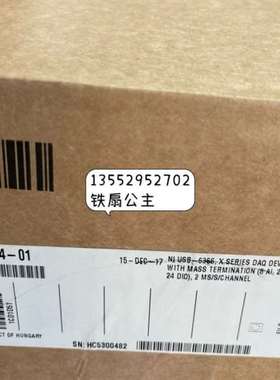 13552952702
铁扇公主
4-01
15-DEC-17 NI USB-6366, X SERIES DAQ DEV
WITH MASS TERMINATION (8 AI, 2
24 DIO), 2 MS/S/CHANNEL
1C01057
CT OF HUNGARY
SN: HC5300482